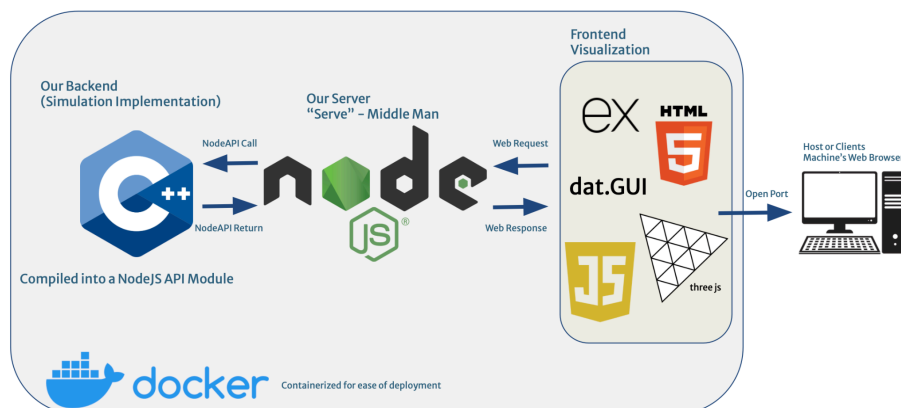 Frontend
Visualization
Our Backend
(Simulation Implementation)
Our Server
"Serve" - Middle Man
C++
NodeAPI Call
NodeAPI Return
node
JS®
Web Request
Web Response
ex
HTML
5
dat.GUI
JS
three js
Open Port
Host or Clients
Machine's Web Browser
Compiled into a NodeJS API Module
docker
Containerized for ease of deployment